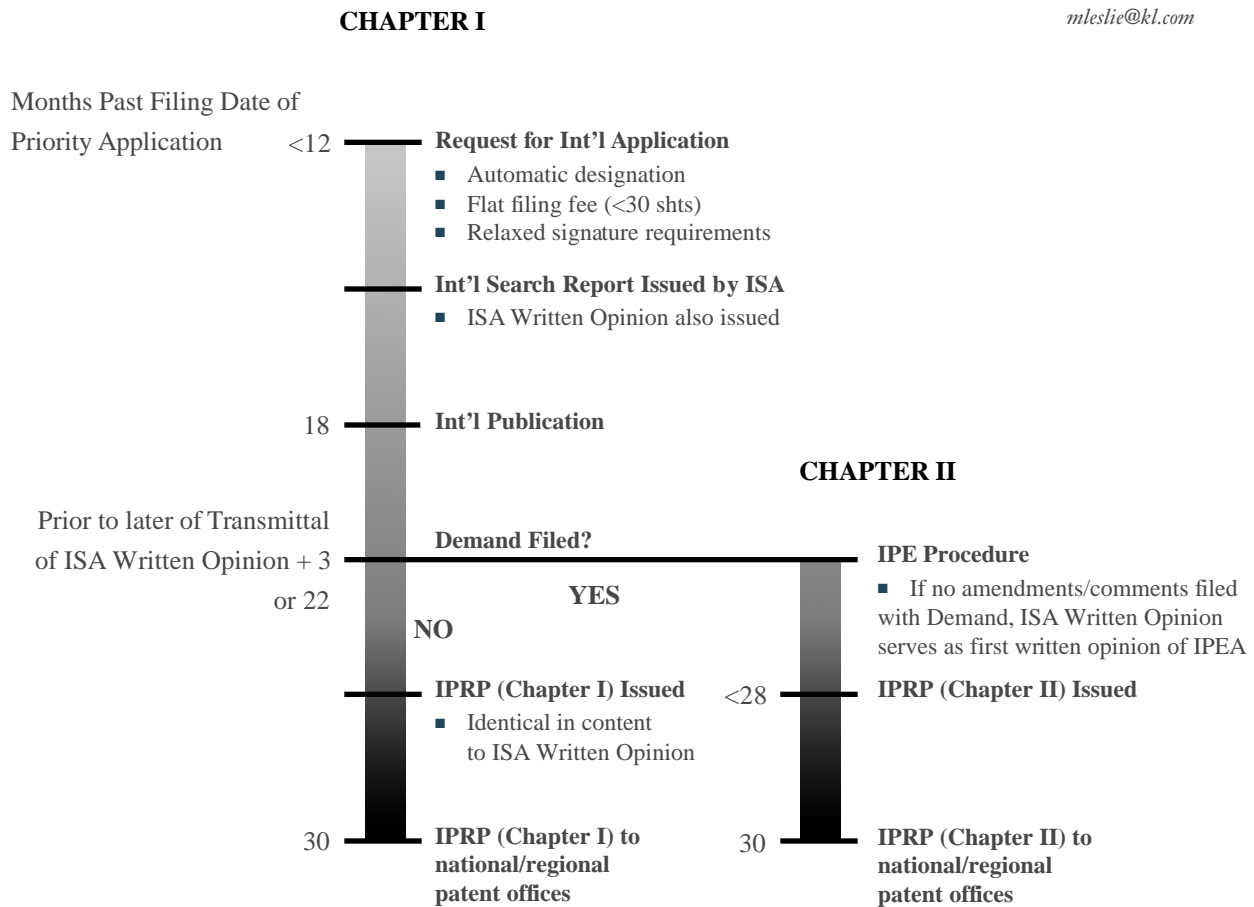 CHAPTER I
mleslie@kl.com
Months Past Filing Date of
Priority Application
<12
Request for Int'l Application
■ Automatic designation
■ Flat filing fee (<30 shts)
■ Relaxed signature requirements
Int'l Search Report Issued by ISA
■ ISA Written Opinion also issued
18
Int'l Publication
CHAPTER II
Prior to later of Transmittal
of ISA Written Opinion + 3
or 22
Demand Filed?
YES
NO
IPE Procedure
■ If no amendments/comments filed
with Demand, ISA Written Opinion
serves as first written opinion of IPEA
IPRP (Chapter I) Issued
■ Identical in content
to ISA Written Opinion
<28
IPRP (Chapter II) Issued
30
IPRP (Chapter I) to
national/regional
patent offices
30
IPRP (Chapter II) to
national/regional
patent offices